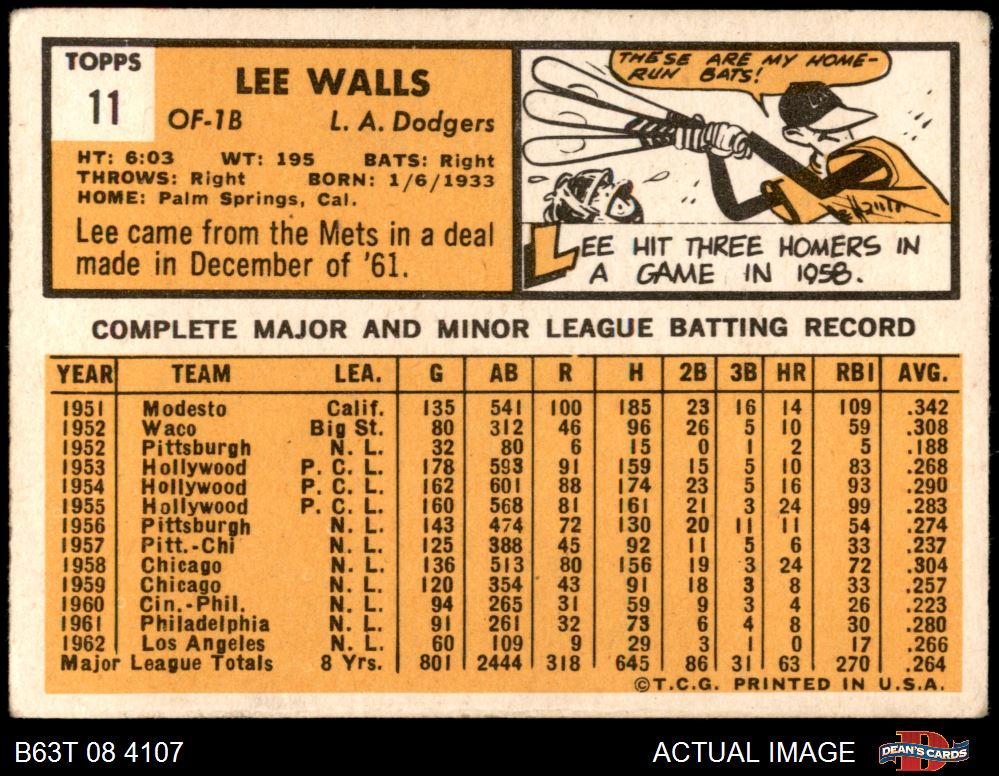 TOPPS
11
LEE WALLS
OF-1B L. A. Dodgers
HT: 6:03 WT: 195 BATS: Right
THROWS: Right BORN: 1/6/1933
HOME: Palm Springs, Cal.
Lee came from the Mets in a deal
made in December of '61.
THESE ARE MY HOME-
RUN BATS!
LEE HIT THREE HOMERS IN
A GAME IN 1958.
COMPLETE MAJOR AND MINOR LEAGUE BATTING RECORD
YEAR TEAM LEA. G AB R H 2B 3B HR RBI AVG.
1951 Modesto Calif. 135 541 100 185 23 16 14 109 .342
1952 Waco Big St. 80 312 46 96 26 5 10 59 .308
1952 Pittsburgh N. L. 32 80 6 15 0 1 2 5 .188
1953 Hollywood P. C. L. 178 593 91 159 15 5 10 83 .268
1954 Hollywood P. C. L. 162 601 88 174 23 5 16 93 .290
1955 Hollywood P. C. L. 160 568 81 161 21 3 24 99 .283
1956 Pittsburgh N. L. 143 474 72 130 20 11 11 54 .274
1957 Pitt.-Chi N. L. 125 388 45 92 11 5 6 33 .237
1958 Chicago N. L. 136 513 80 156 19 3 24 72 .304
1959 Chicago N. L. 120 354 43 91 18 3 8 33 .257
1960 Cin.-Phil. N. L. 94 265 31 59 9 3 4 26 .223
1961 Philadelphia N. L. 91 261 32 73 6 4 8 30 .280
1962 Los Angeles N. L. 60 109 9 29 3 1 0 17 .266
Major League Totals 8 Yrs. 801 2444 318 645 86 31 63 270 .264
©T.C.G. PRINTED IN U.S.A.
B63T 08 4107 ACTUAL IMAGE DEAN'S CARDS